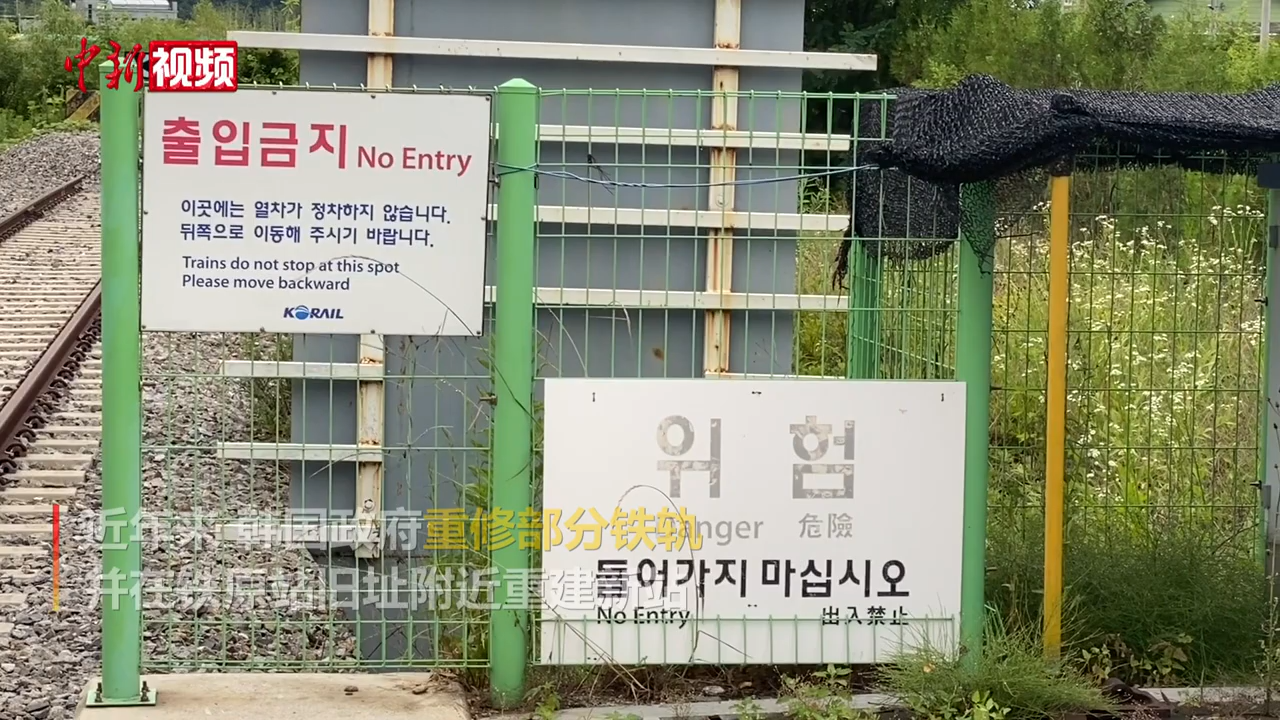 中新视频
출입금지 No Entry
이곳에는 열차가 정차하지 않습니다.
뒤쪽으로 이동해 주시기 바랍니다.
Trains do not stop at this spot
Please move backward
KORAIL
위 험
Danger 危險
들어가지 마십시오
No Entry 出入禁止
近年来 韩国政府重修部分铁轨
并在铁原站旧址附近重建新站